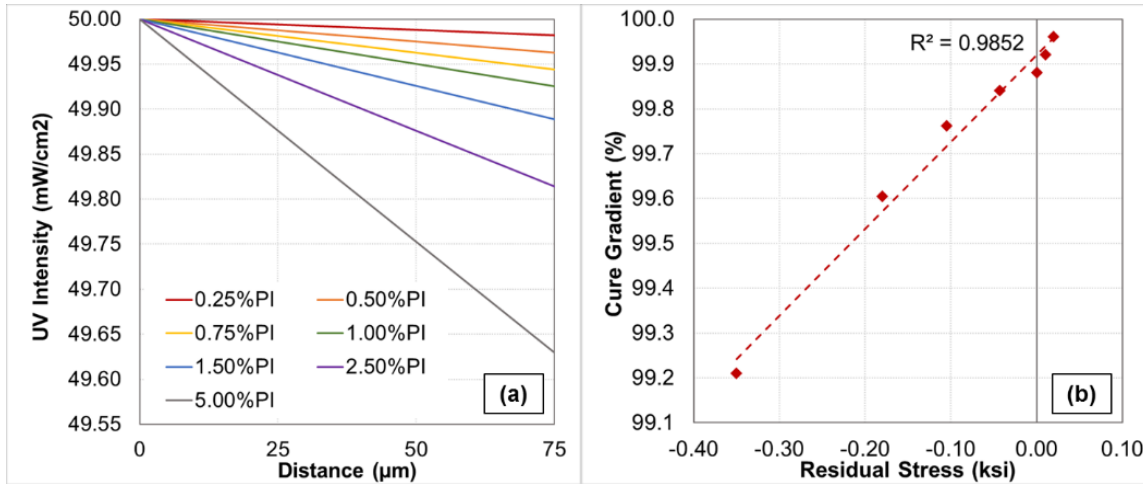 UV Intensity (mW/cm2)
50.00
49.95
49.90
49.85
49.80
49.75
49.70
49.65
49.60
49.55
0.25%PI
0.50%PI
0.75%PI
1.00%PI
1.50%PI
2.50%PI
5.00%PI
(a)
0
25
50
75
Distance (µm)
Cure Gradient (%)
100.0
99.9
99.8
99.7
99.6
99.5
99.4
99.3
99.2
99.1
R² = 0.9852
(b)
-0.40
-0.30
-0.20
-0.10
0.00
0.10
Residual Stress (ksi)